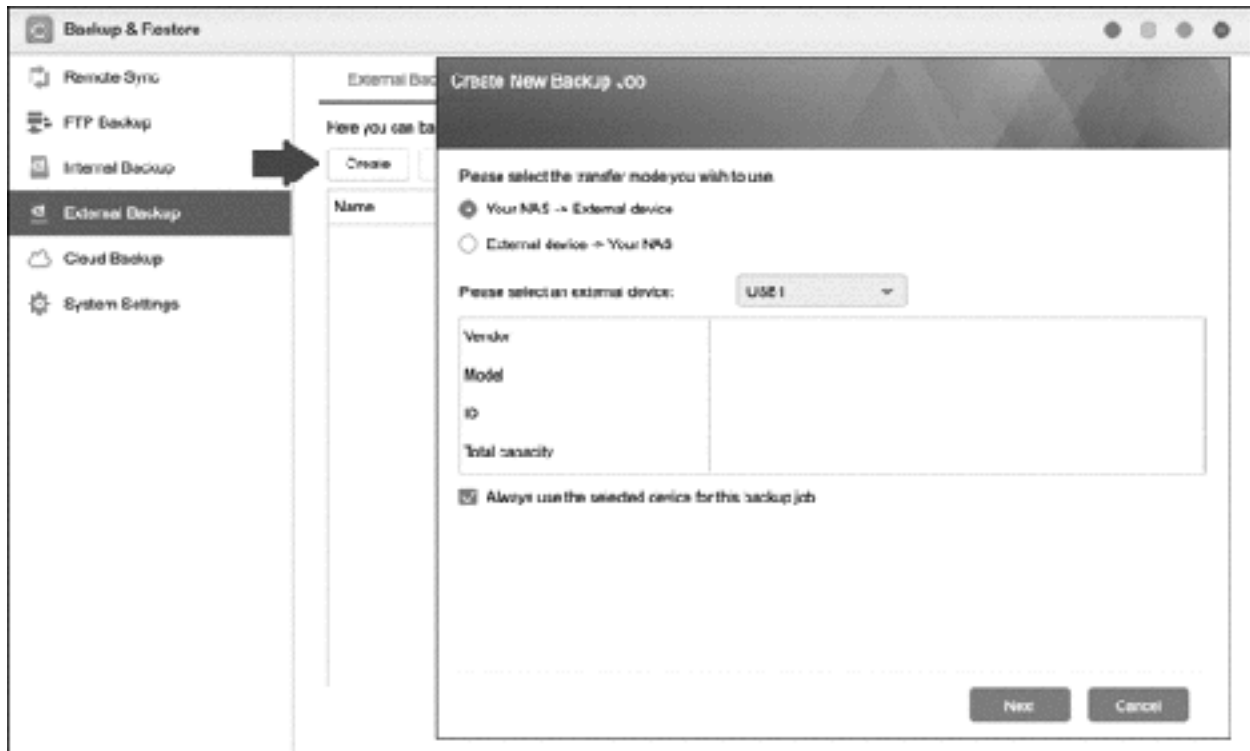 Backup & Restore
Remote Sync
FTP Backup
Internal Backup
External Backup
Cloud Backup
System Settings
External Bac
Here you can ba
Create
Name
Create New Backup Job
Please select the transfer mode you wish to use
Your NAS -> External device
External device -> Your NAS
Please select an external device:
USB1
Vendor
Model
ID
Total capacity
Always use the selected device for this backup job
Next
Cancel